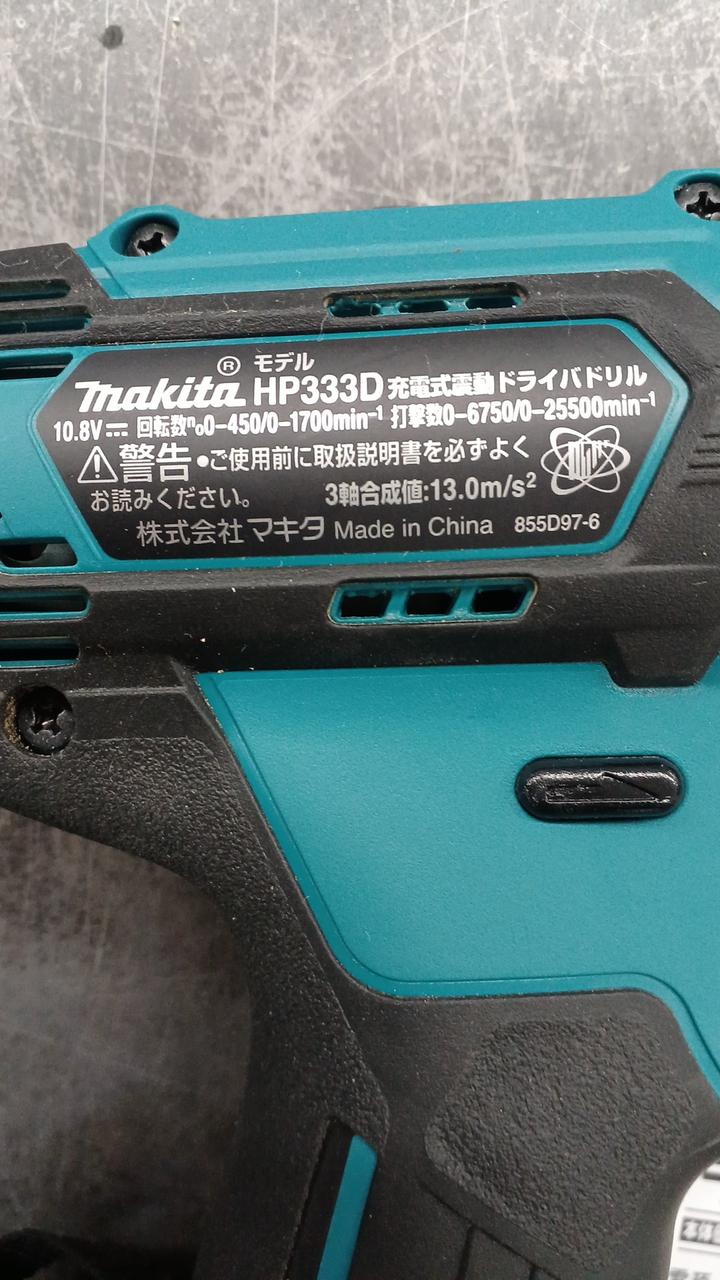 ® モデル
makita HP333D 充電式震動ドライバドリル
10.8V⎓ 回転数n₀0-450/0-1700min⁻¹ 打撃数0-6750/0-25500min⁻¹
⚠警告 •ご使用前に取扱説明書を必ずよく
お読みください。 3軸合成値:13.0m/s²
株式会社 マキタ Made in China 855D97-6
本体